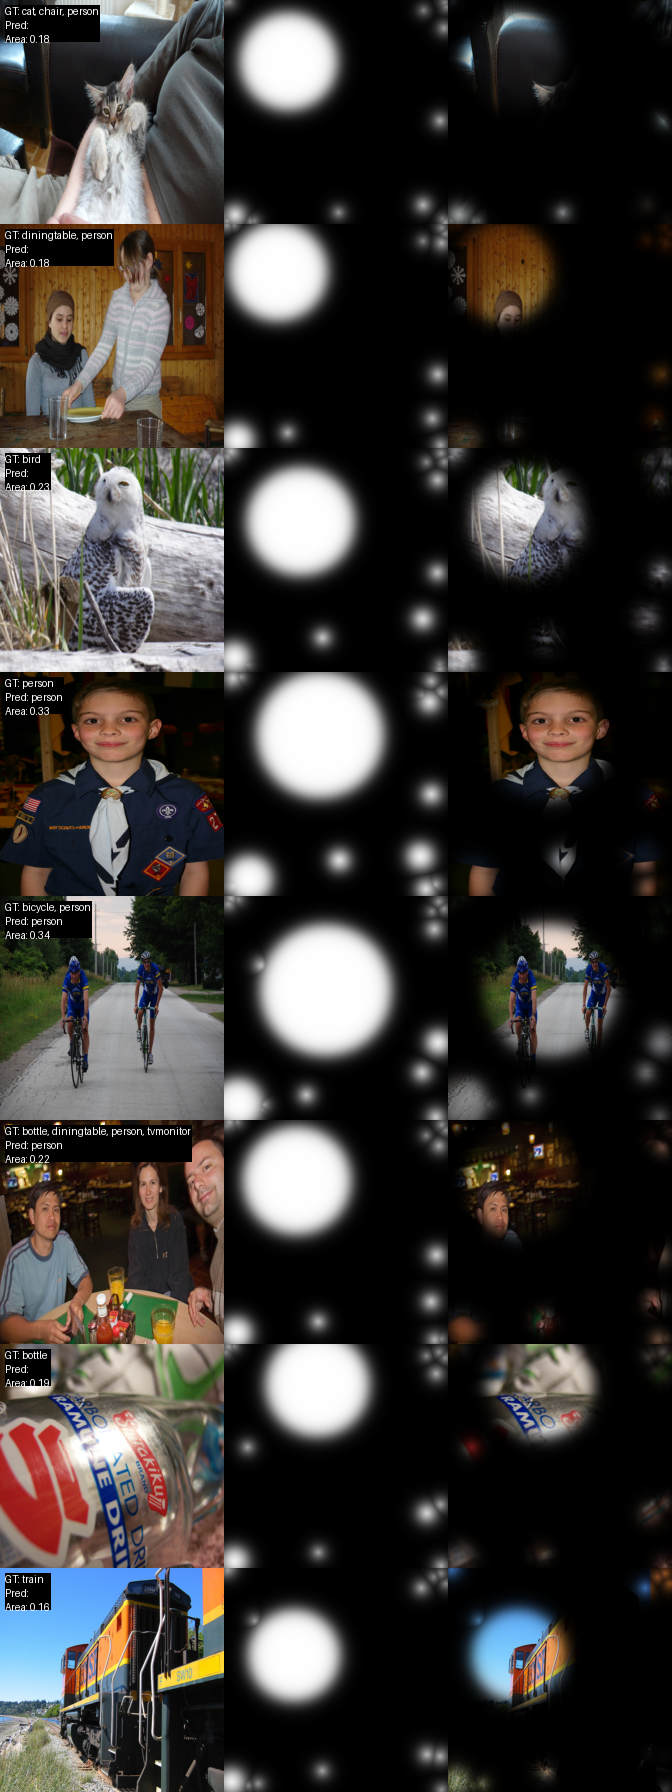 GT: cat, chair, person
Pred:
Area: 0.18
GT: diningtable, person
Pred:
Area: 0.18
GT: bird
Pred:
Area: 0.23
GT: person
Pred: person
Area: 0.33
GT: bicycle, person
Pred: person
Area: 0.34
GT: bottle, diningtable, person, tvmonitor
Pred: person
Area: 0.22
GT: bottle
Pred:
Area: 0.19
GT: train
Pred:
Area: 0.16